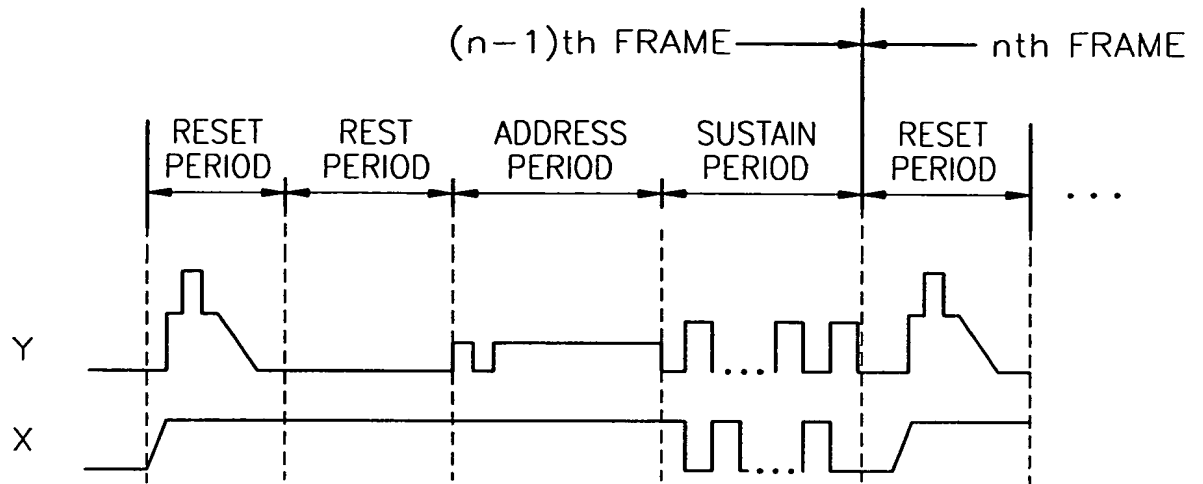 (n-1)th FRAME nth FRAME
RESET PERIOD REST PERIOD ADDRESS PERIOD SUSTAIN PERIOD RESET PERIOD
...
Y
...
X
...